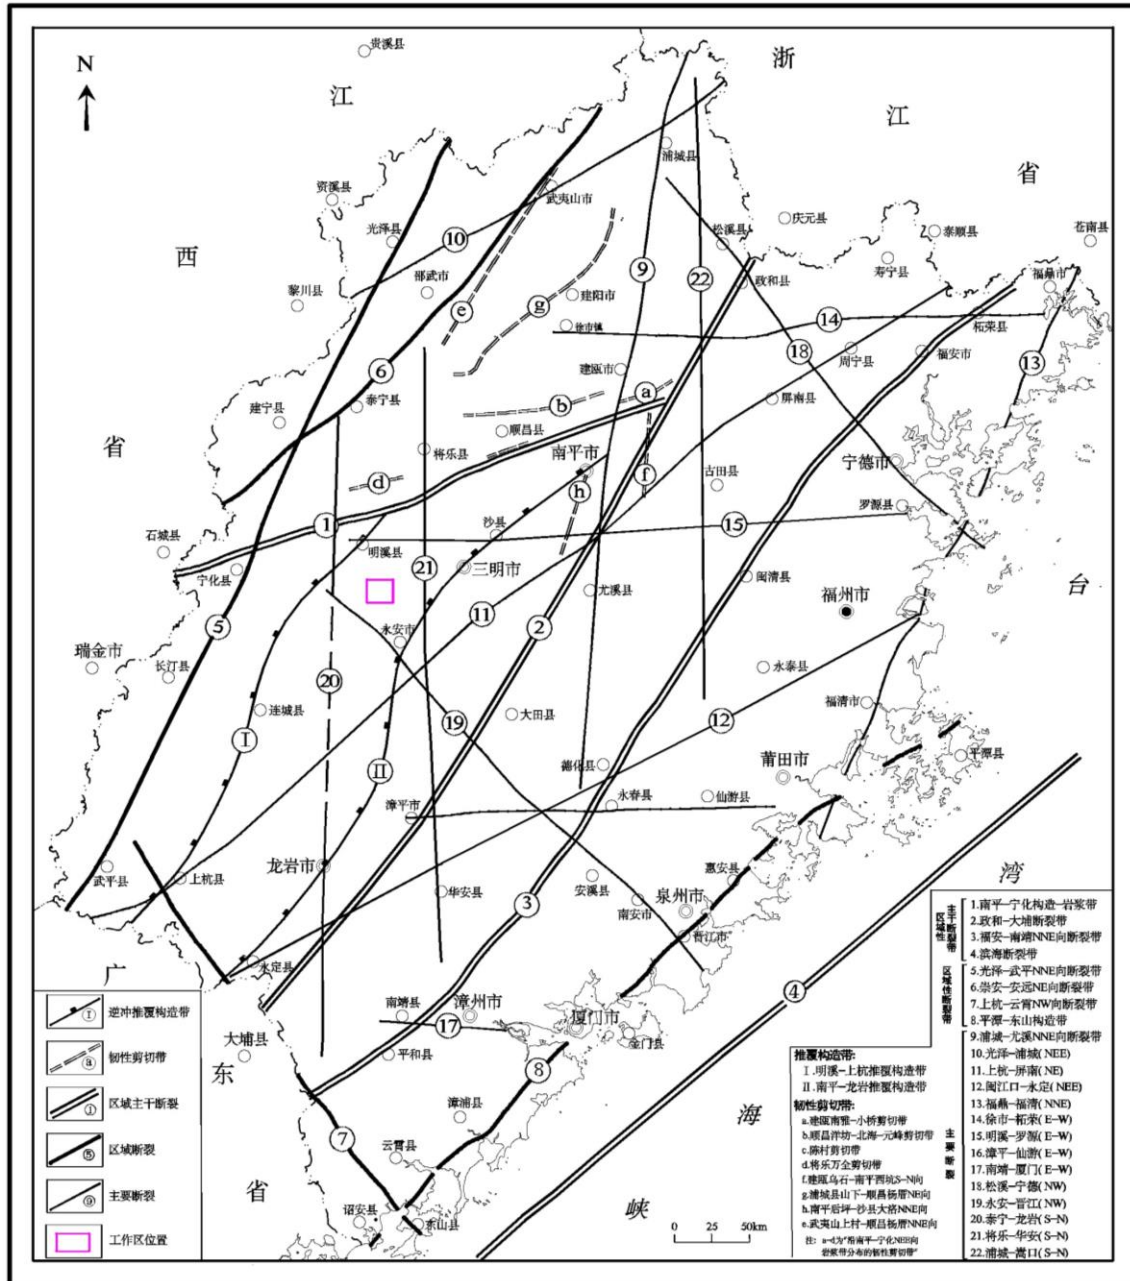 N
贵溪县
浙
江
江
浦城县
省
资溪县
武夷山市
庆元县
光泽县
松溪县
泰顺县
苍南县
西
10
9
邵武市
寿宁县
福鼎市
22
政和县
黎川县
建阳市
e
g
徐市镇
14
柘荣县
18
周宁县
福安市
13
6
建瓯市
a
泰宁县
屏南县
建宁县
b
顺昌县
省
将乐县
南平市
宁德市
d
h
f
古田县
罗源县
1
沙县
15
石城县
明溪县
宁化县
三明市
21
闽清县
台
尤溪县
福州市
11
5
2
永安市
瑞金市
长汀县
永泰县
20
福清市
连城县
大田县
19
12
I
平潭县
德化县
II
莆田市
永春县
仙游县
漳平市
龙岩市
武平县
上杭县
惠安县
湾
华安县
安溪县
3
南安市
泉州市
晋江市
永定县
广
4
南靖县
漳州市
17
厦门市
金门县
大埔县
平和县
东
8
漳浦县
海
7
云霄县
省
诏安县
东山县
峡
0 25 50km
I 逆冲推覆构造带
a 韧性剪切带
1 区域主干断裂
8 区域断裂
9 主要断裂
工作区位置
推覆构造带:
I.明溪-上杭推覆构造带
II.南平-龙岩推覆构造带
韧性剪切带:
a.建瓯南雅-小桥剪切带
b.顺昌洋坊-北海-元峰剪切带
c.陈村剪切带
d.将乐万全剪切带
f.建瓯乌石-南平西坑S-N向
g.浦城县山下-顺昌杨厝NE向
h.南平后坪-沙县大洛NNE向
e.武夷山上村-顺昌杨厝NNE向
注: a-d为"沿南平-宁化NEE向
岩浆带分布的韧性剪切带"
区域性主干断裂带
1.南平-宁化构造-岩浆带
2.政和-大埔断裂带
3.福安-南靖NNE向断裂带
4.滨海断裂带
区域性断裂带
5.光泽-武平NNE向断裂带
6.崇安-安远NE向断裂带
7.上杭-云霄NW向断裂带
8.平潭-东山构造带
主要断裂
9.浦城-尤溪NNE向断裂带
10.光泽-浦城(NEE)
11.上杭-屏南(NE)
12.闽江口-永定(NEE)
13.福鼎-福清(NNE)
14.徐市-柘荣(E-W)
15.明溪-罗源(E-W)
16.漳平-仙游(E-W)
17.南靖-厦门(E-W)
18.松溪-宁德(NW)
19.永安-晋江(NW)
20.泰宁-龙岩(S-N)
21.将乐-华安(S-N)
22.浦城-嵩口(S-N)